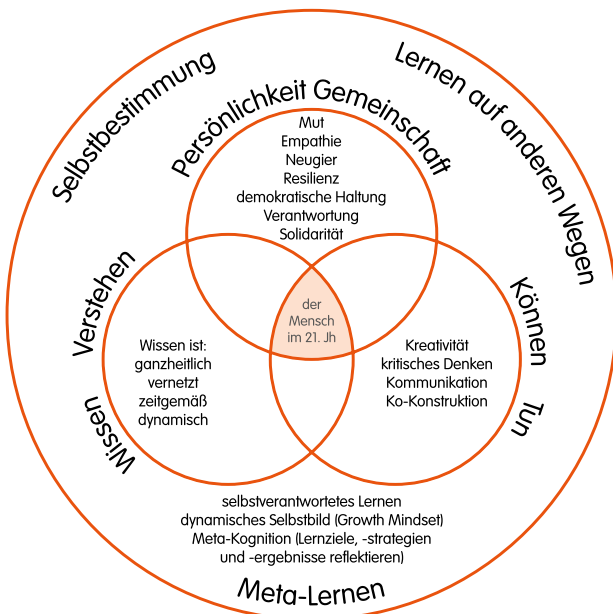 Selbstbestimmung
Lernen auf anderen Wegen
Persönlichkeit Gemeinschaft
Mut
Empathie
Neugier
Resilienz
demokratische Haltung
Verantwortung
Solidarität
Verstehen
Wissen
Wissen ist:
ganzheitlich
vernetzt
zeitgemäß
dynamisch
der
Mensch
im 21. Jh
Können
Tun
Kreativität
kritisches Denken
Kommunikation
Ko-Konstruktion
selbstverantwortetes Lernen
dynamisches Selbstbild (Growth Mindset)
Meta-Kognition (Lernziele, -strategien
und -ergebnisse reflektieren)
Meta-Lernen